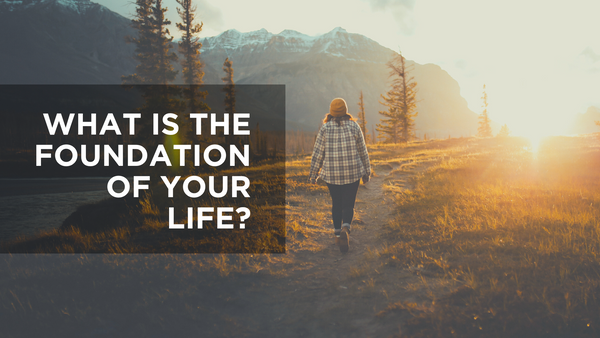 WHAT IS THE
FOUNDATION
OF YOUR
LIFE?